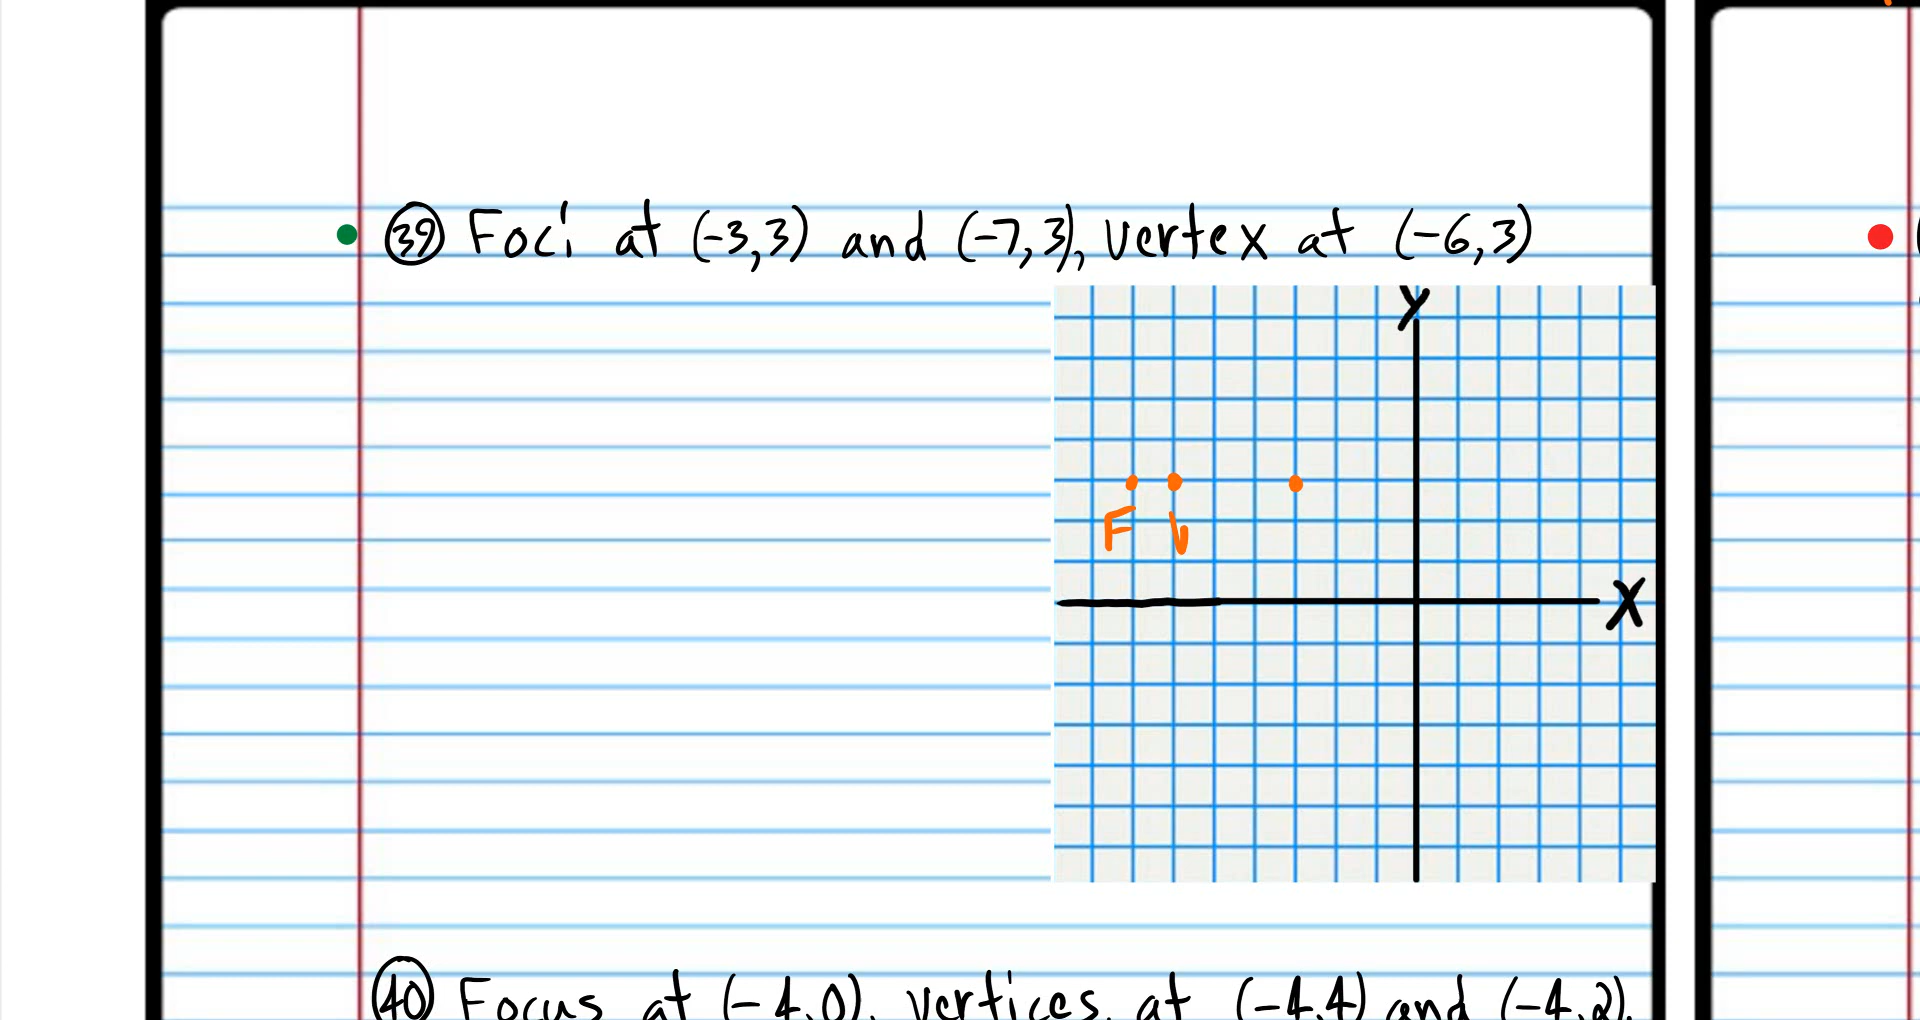 39 Foci at (-3,3) and (-7,3), vertex at (-6,3)
Y
F V
X
40 Focus at (-4,0), vertices at (-4,4) and (-4,2).